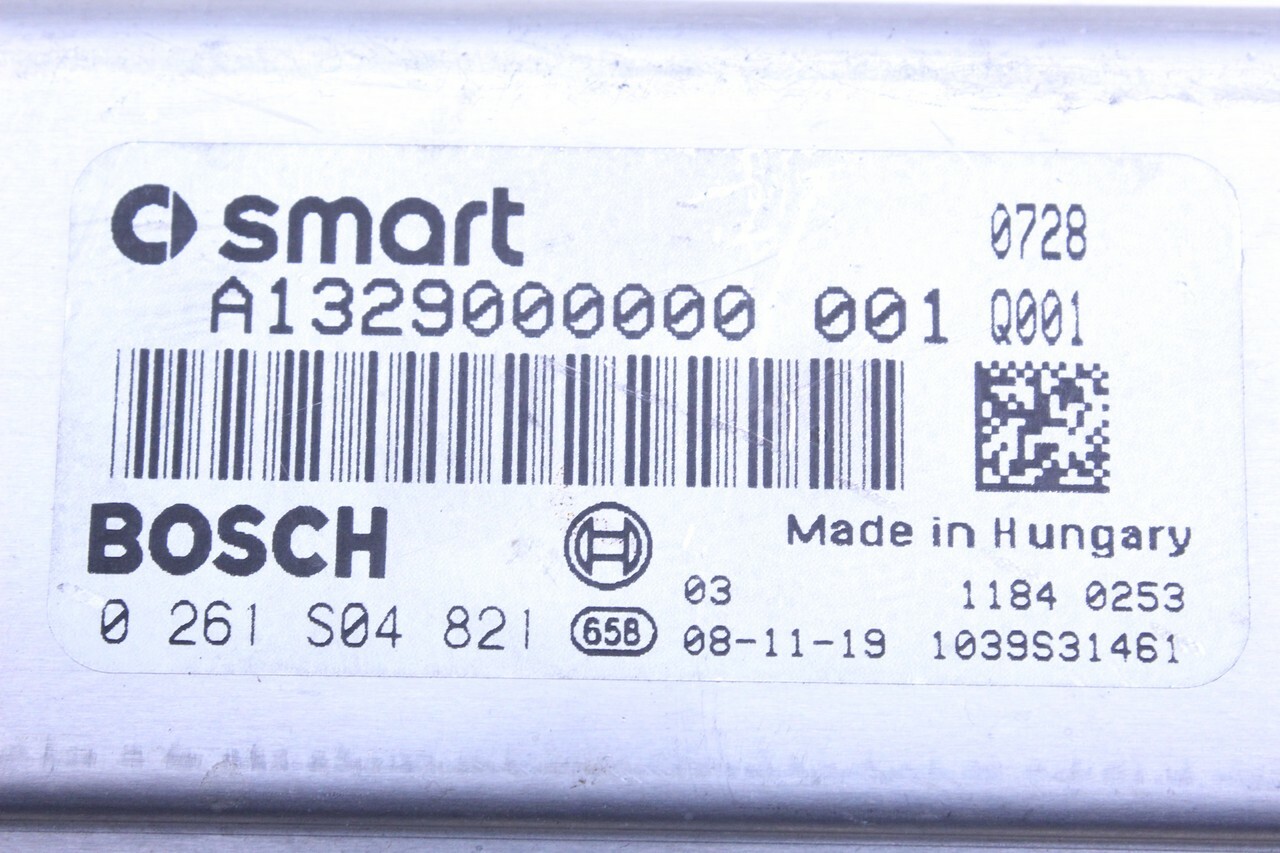 smart 0728
A1329000000 001 Q001
BOSCH Made in Hungary
03 1184 0253
0 261 S04 821 65B 08-11-19 1039S31461